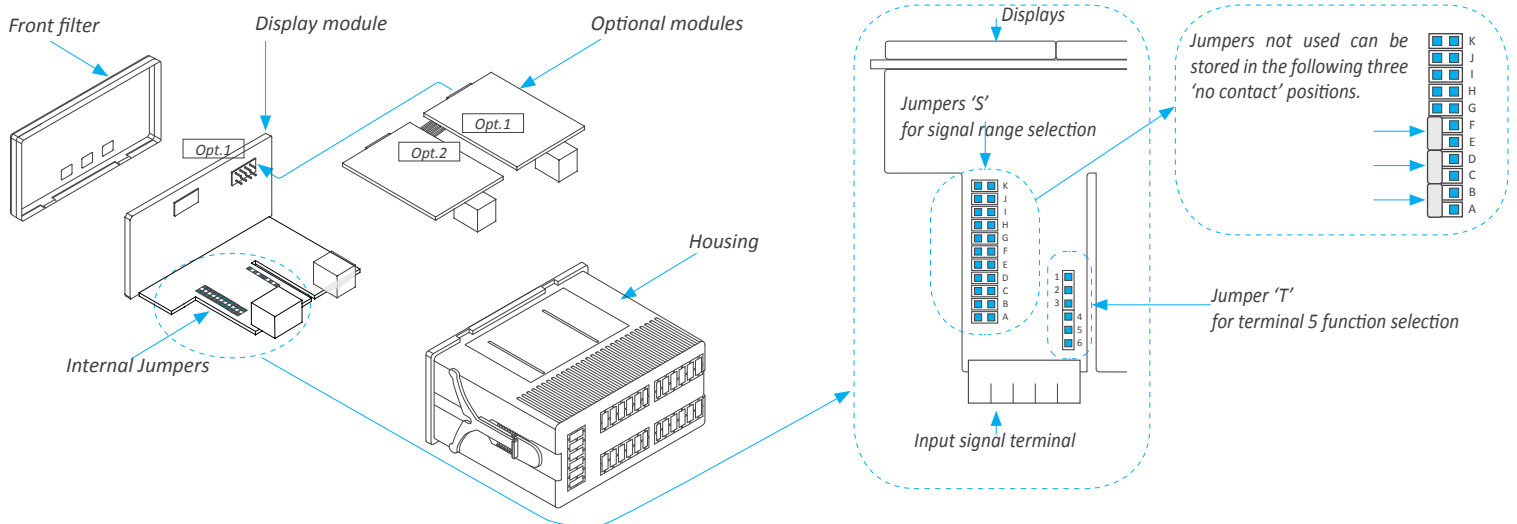 Front filter
Display module
Optional modules
Opt.1
Opt.1
Opt.2
Housing
Internal Jumpers
Displays
Jumpers ‘S’
for signal range selection
K
J
I
H
G
F
E
D
C
B
A
1
2
3
4
5
6
Jumper ‘T’
for terminal 5 function selection
Input signal terminal
Jumpers not used can be
stored in the following three
‘no contact’ positions.
K
J
I
H
G
F
E
D
C
B
A